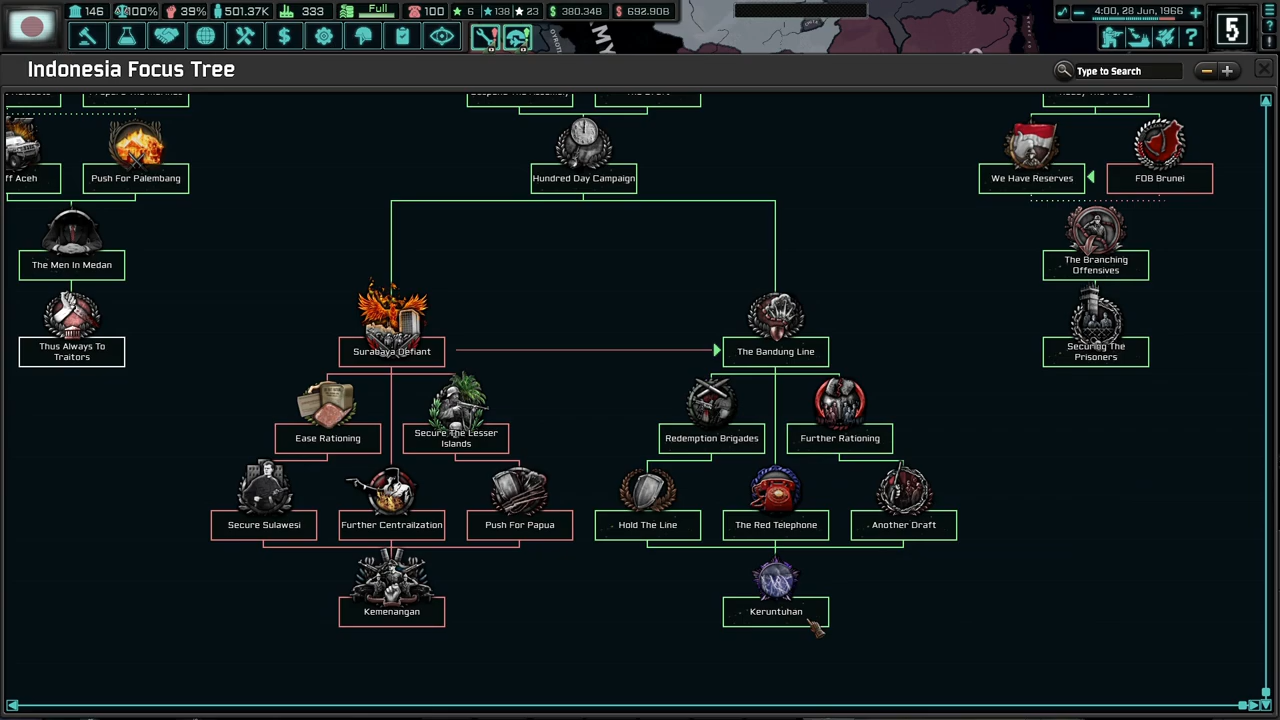 146 100% 39% 501.37K 333 Full 100 6 138 23 $ 380.348 $ 692.90B 4:00, 28 Jun, 1966
5
Indonesia Focus Tree
Type to Search
Push For Palembang
Hundred Day Campaign
We Have Reserves
FOB Brunei
The Men In Medan
The Branching
Offensives
Thus Always To
Traitors
Surabaya Defiant
The Bandung Line
Securing The
Prisoners
Ease Rationing
Secure The Lesser
Islands
Redemption Brigades
Further Rationing
Secure Sulawesi
Further Centrailzation
Push For Papua
Hold The Line
The Red Telephone
Another Draft
Kemenangan
Keruntuhan